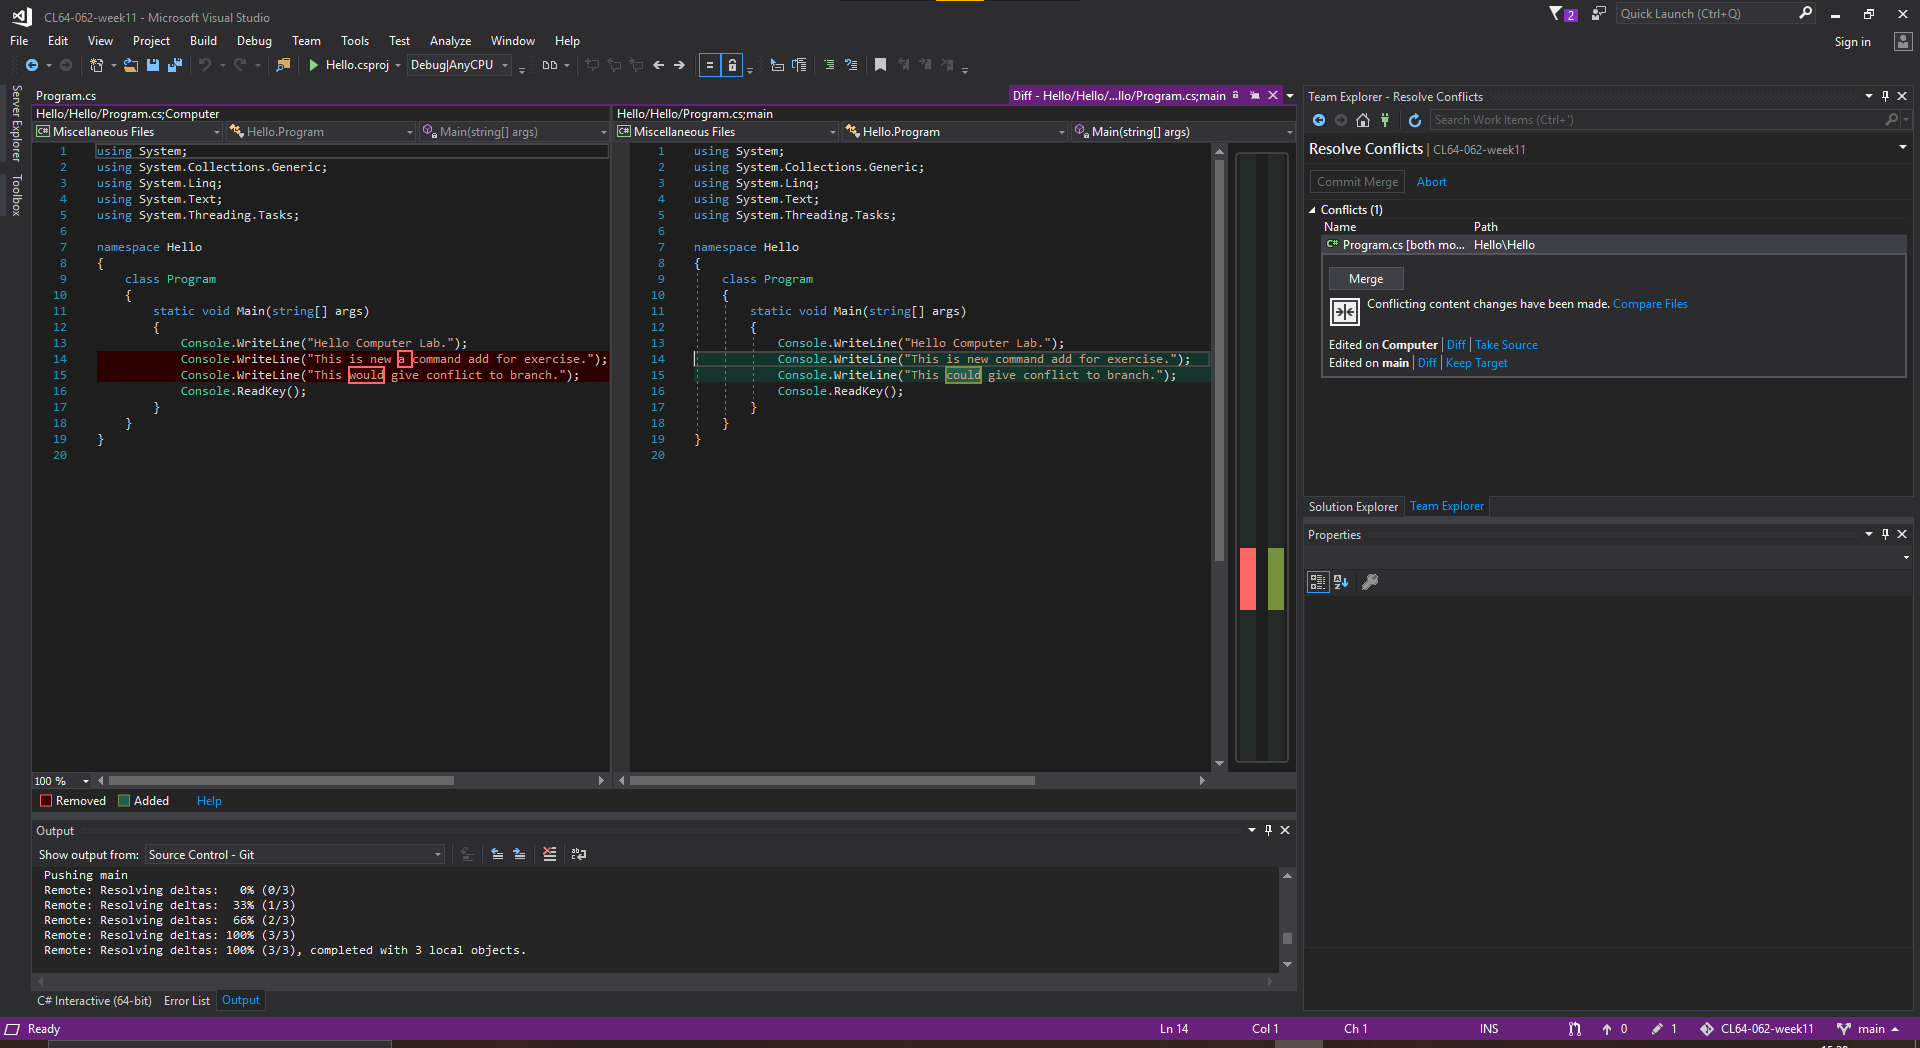 CL64-062-week11 - Microsoft Visual Studio
2
Quick Launch (Ctrl+Q)
File Edit View Project Build Debug Team Tools Test Analyze Window Help
Sign in
Hello.csproj Debug|AnyCPU
Server Explorer
Toolbox
Program.cs
Diff - Hello/Hello/...llo/Program.cs;main
Hello/Hello/Program.cs;Computer
Miscellaneous Files Hello.Program Main(string[] args)
1 using System;
2 using System.Collections.Generic;
3 using System.Linq;
4 using System.Text;
5 using System.Threading.Tasks;
6
7 namespace Hello
8 {
9 class Program
10 {
11 static void Main(string[] args)
12 {
13 Console.WriteLine("Hello Computer Lab.");
14 Console.WriteLine("This is new a command add for exercise.");
15 Console.WriteLine("This would give conflict to branch.");
16 Console.ReadKey();
17 }
18 }
19 }
20
100 %
Hello/Hello/Program.cs;main
Miscellaneous Files Hello.Program Main(string[] args)
1 using System;
2 using System.Collections.Generic;
3 using System.Linq;
4 using System.Text;
5 using System.Threading.Tasks;
6
7 namespace Hello
8 {
9 class Program
10 {
11 static void Main(string[] args)
12 {
13 Console.WriteLine("Hello Computer Lab.");
14 Console.WriteLine("This is new command add for exercise.");
15 Console.WriteLine("This could give conflict to branch.");
16 Console.ReadKey();
17 }
18 }
19 }
20
Removed Added Help
Output
Show output from: Source Control - Git
Pushing main
Remote: Resolving deltas: 0% (0/3)
Remote: Resolving deltas: 33% (1/3)
Remote: Resolving deltas: 66% (2/3)
Remote: Resolving deltas: 100% (3/3)
Remote: Resolving deltas: 100% (3/3), completed with 3 local objects.
C# Interactive (64-bit) Error List Output
Team Explorer - Resolve Conflicts
Search Work Items (Ctrl+')
Resolve Conflicts | CL64-062-week11
Commit Merge Abort
Conflicts (1)
Name Path
C# Program.cs [both mo... Hello\Hello
Merge
Conflicting content changes have been made. Compare Files
Edited on Computer | Diff | Take Source
Edited on main | Diff | Keep Target
Solution Explorer Team Explorer
Properties
Ready Ln 14 Col 1 Ch 1 INS 0 1 CL64-062-week11 main